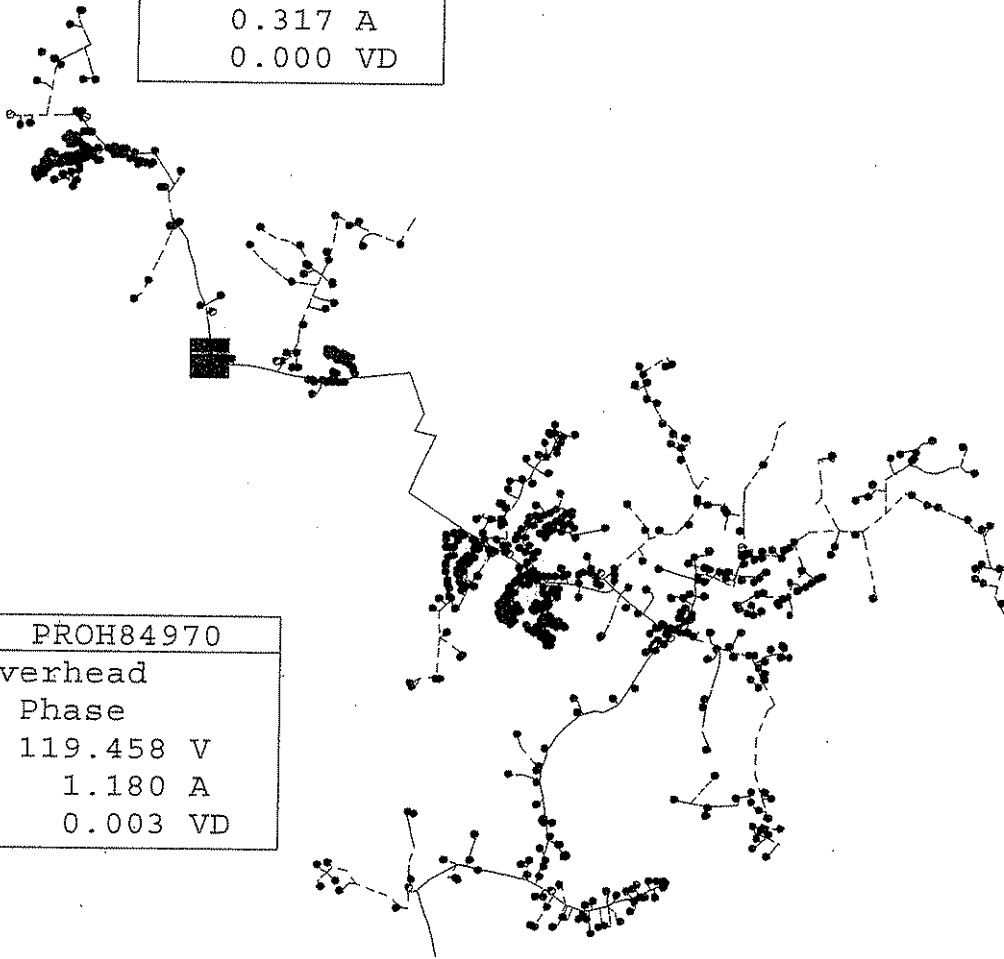 0.317 A
0.000 VD
PROH84970
verhead
Phase
119.458 V
1.180 A
0.003 VD